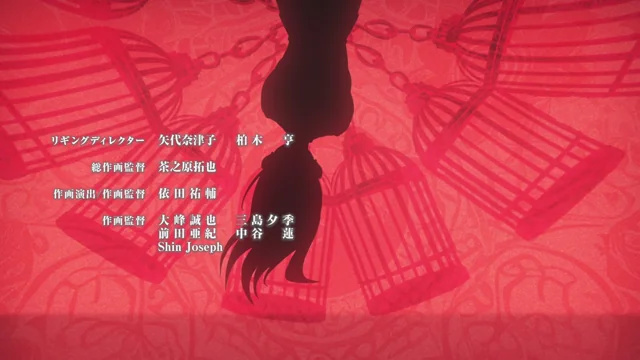 リギングディレクター 矢代奈津子 柏木 享
総作画監督 茶之原拓也
作画演出 作画監督 依田祐輔
作画監督 大峰誠也 三島夕季
前田亜紀 中谷 蓮
Shin Joseph